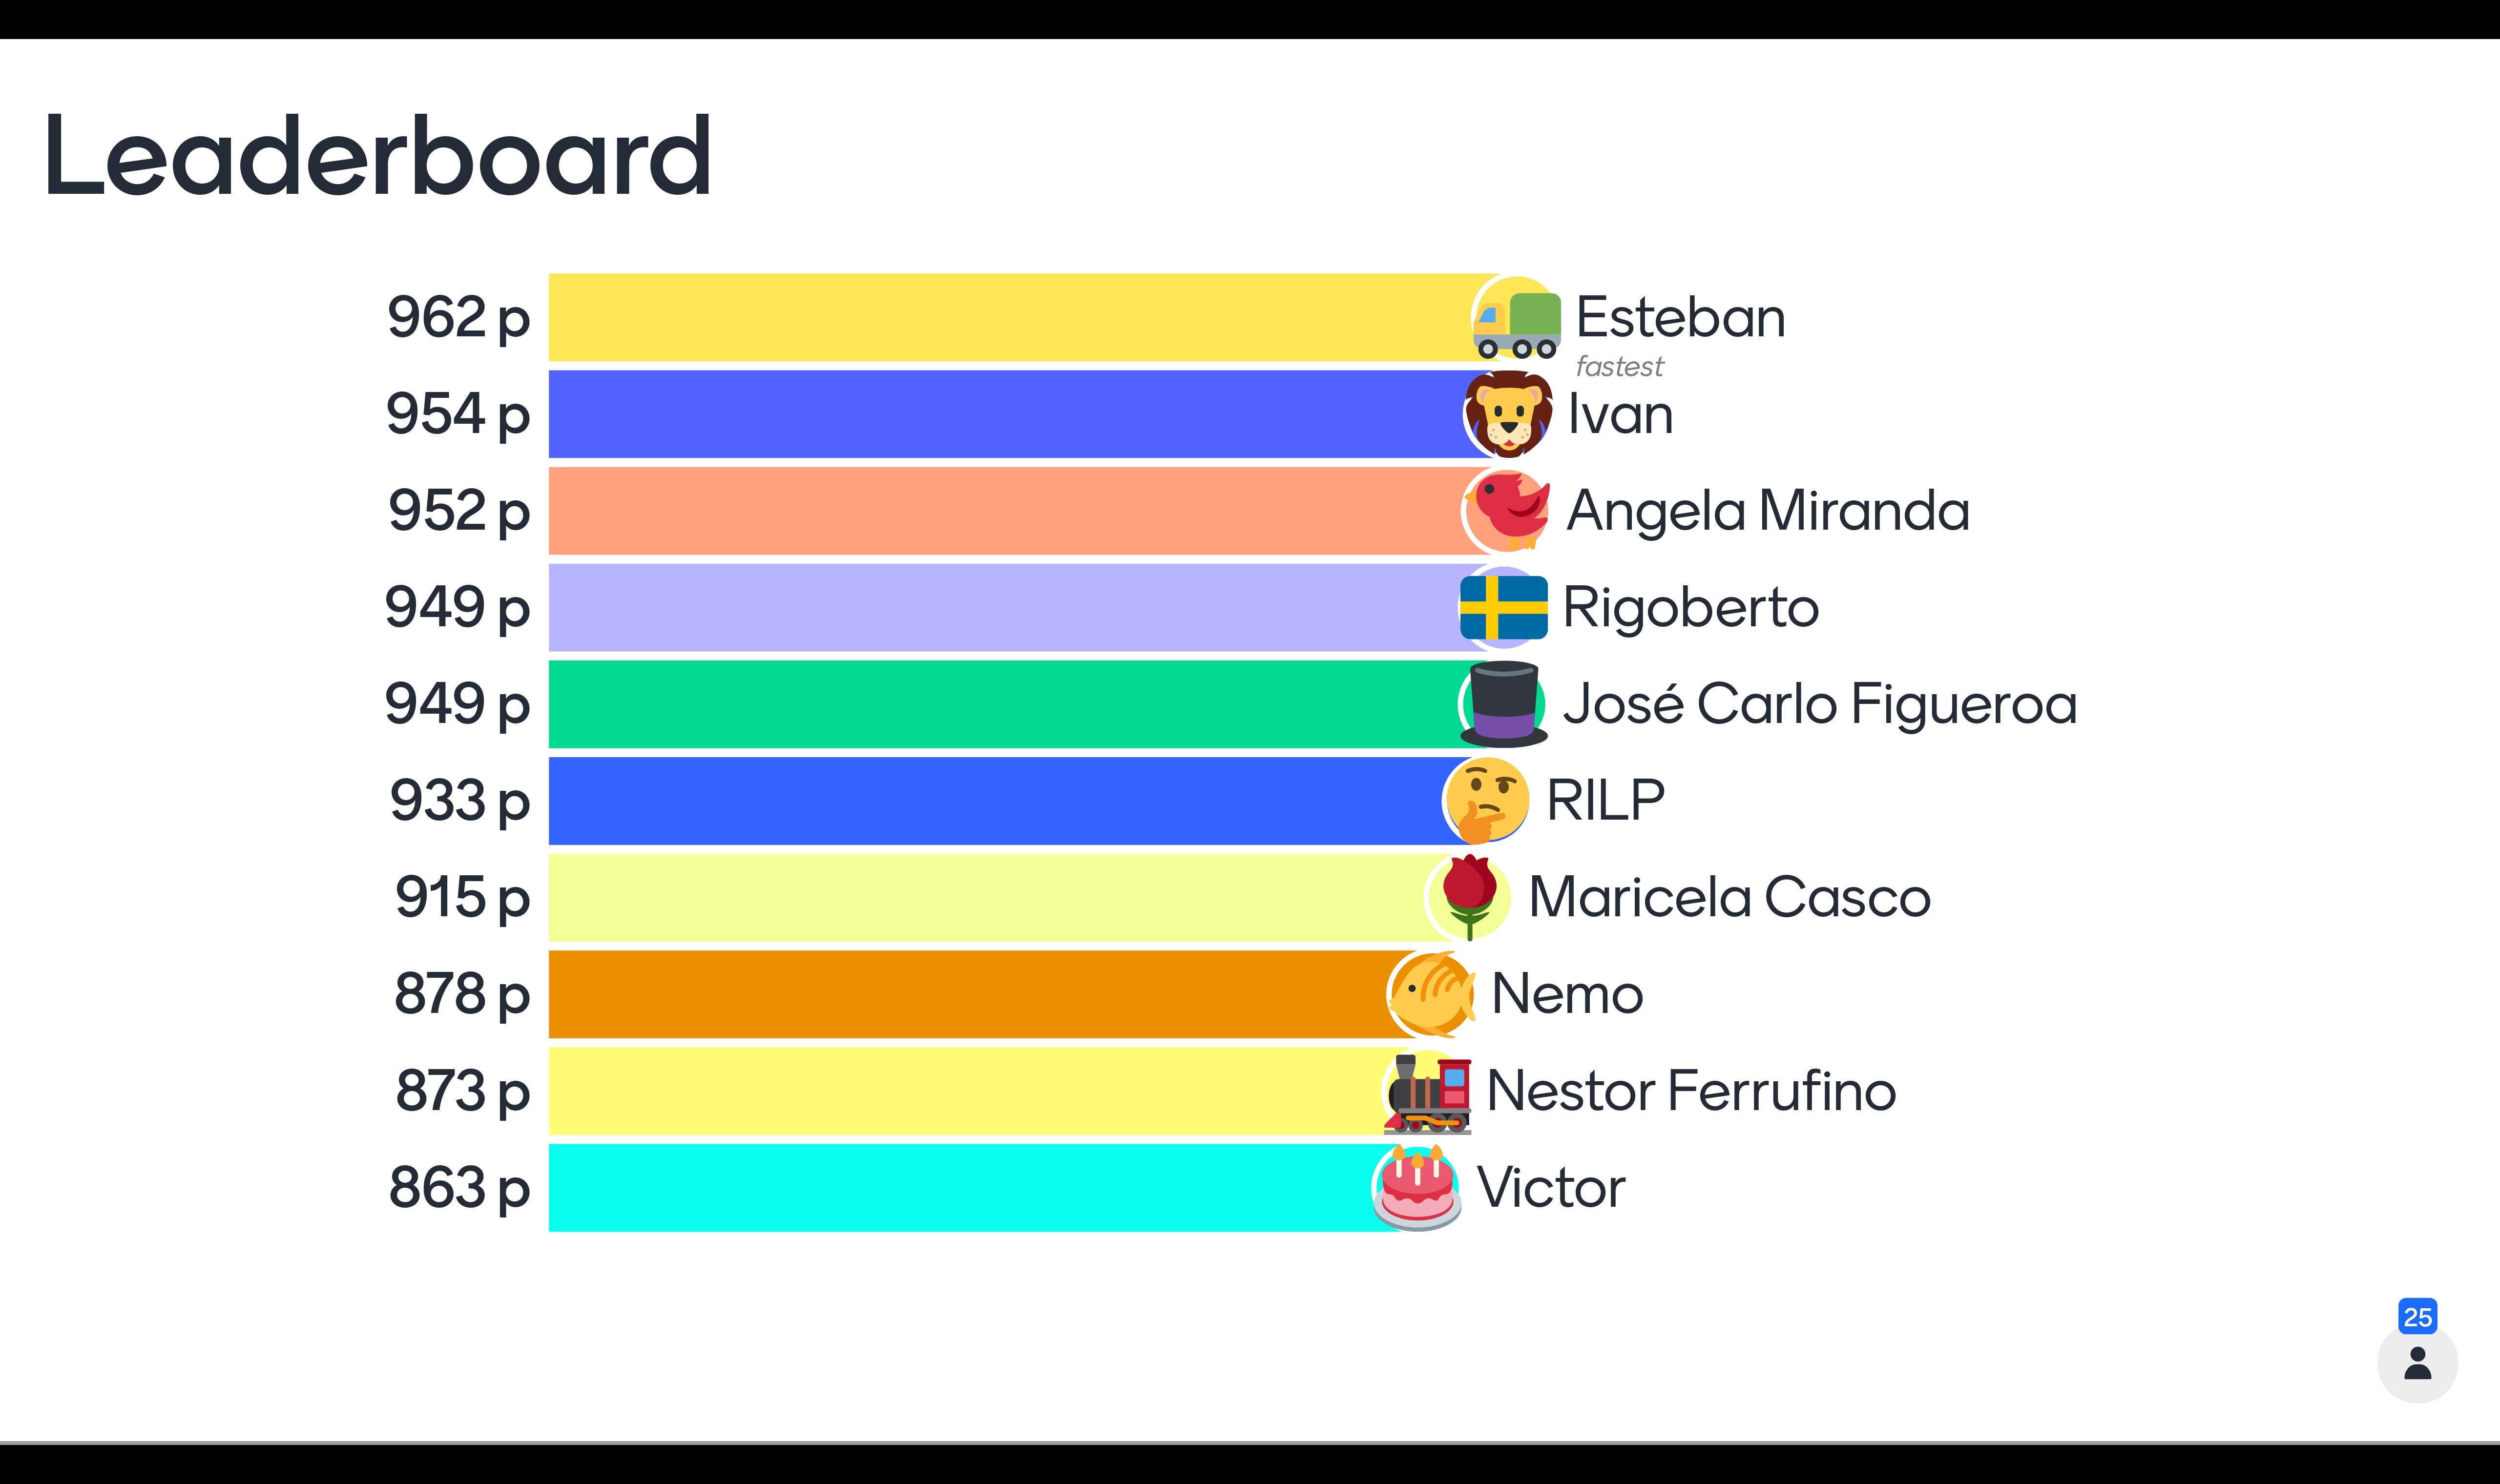 Leaderboard
962 p Esteban
fastest
954 p Ivan
952 p Angela Miranda
949 p Rigoberto
949 p José Carlo Figueroa
933 p RILP
915 p Maricela Casco
878 p Nemo
873 p Nestor Ferrufino
863 p Victor
25